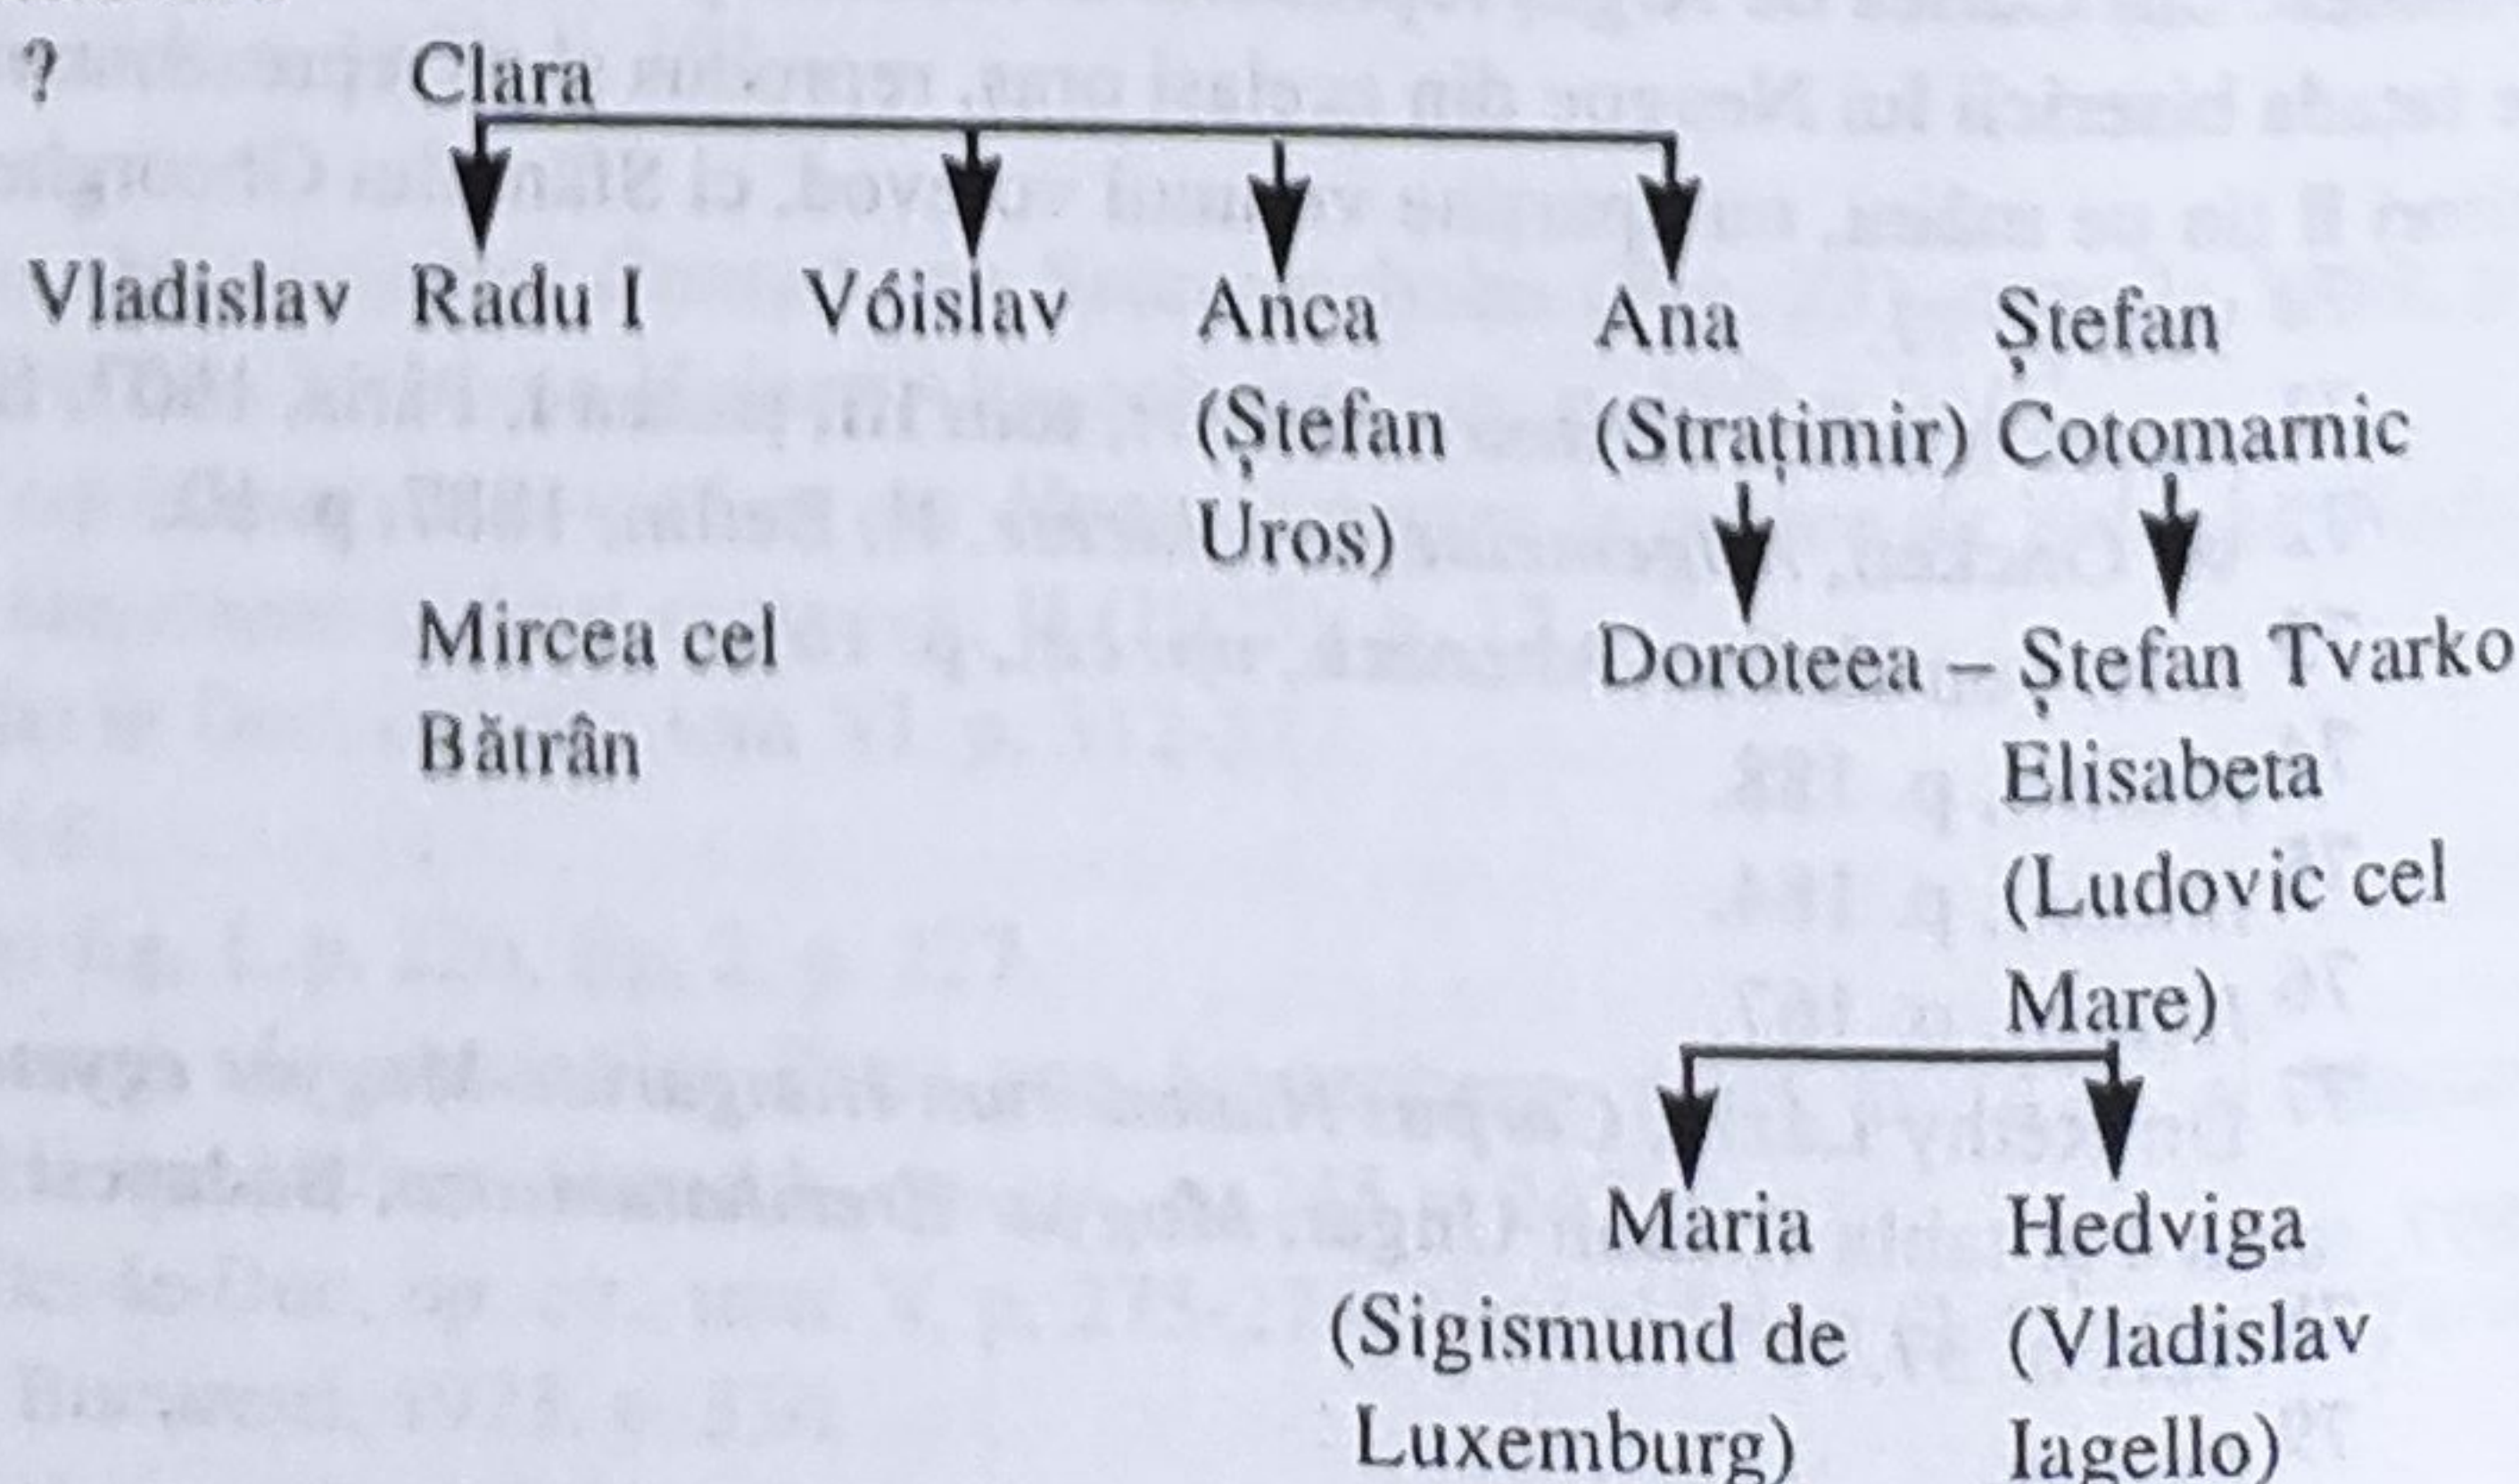 ? Clara
Vladislav Radu I Vóislav Anca Ana Ștefan
(Ștefan (Strațimir) Cotomarnic
Uros)
Mircea cel Doroteea – Ștefan Tvarko
Bătrân Elisabeta
(Ludovic cel
Mare)
Maria Hedviga
(Sigismund de (Vladislav
Luxemburg) Iagello)